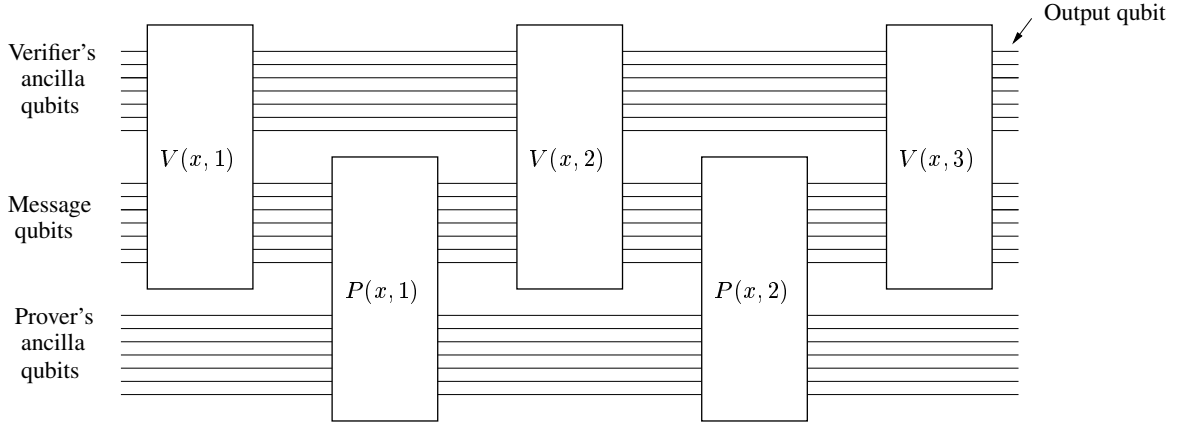 Output qubit
Verifier's
ancilla
qubits
V(x, 1)
V(x, 2)
V(x, 3)
Message
qubits
P(x, 1)
P(x, 2)
Prover's
ancilla
qubits